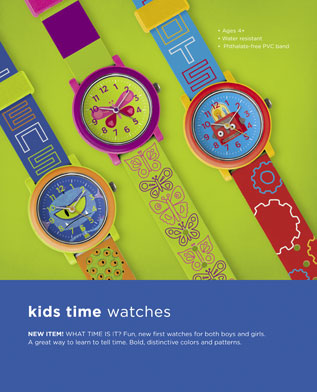 • Ages 4+
• Water resistant
• Phthalate-free PVC band
kids time watches
NEW ITEM! WHAT TIME IS IT? Fun, new first watches for both boys and girls.
A great way to learn to tell time. Bold, distinctive colors and patterns.